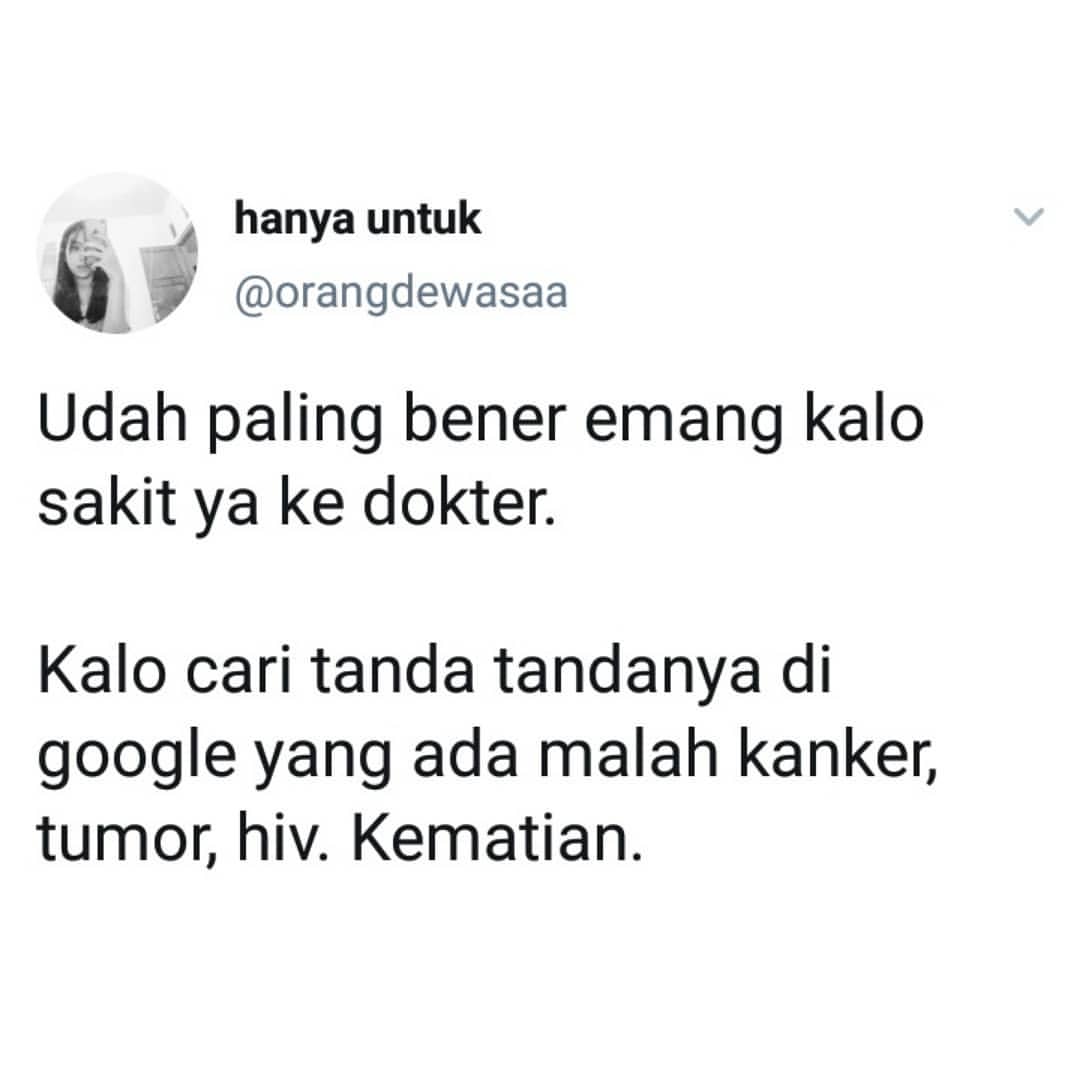 hanya untuk
@orangdewasaa
Udah paling bener emang kalo
sakit ya ke dokter.
Kalo cari tanda tandanya di
google yang ada malah kanker,
tumor, hiv. Kematian.